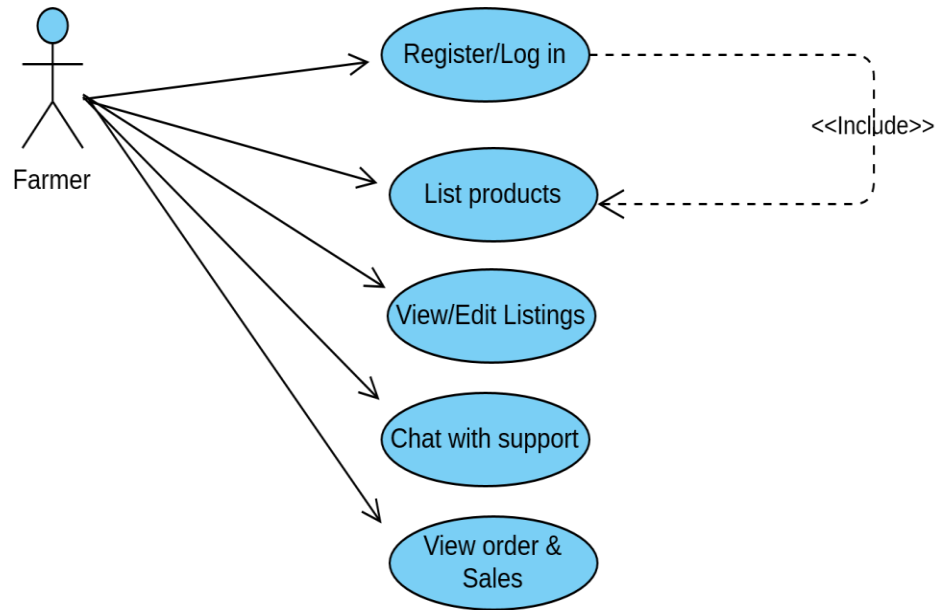 Register/Log in
<<Include>>
Farmer
List products
View/Edit Listings
Chat with support
View order &
Sales